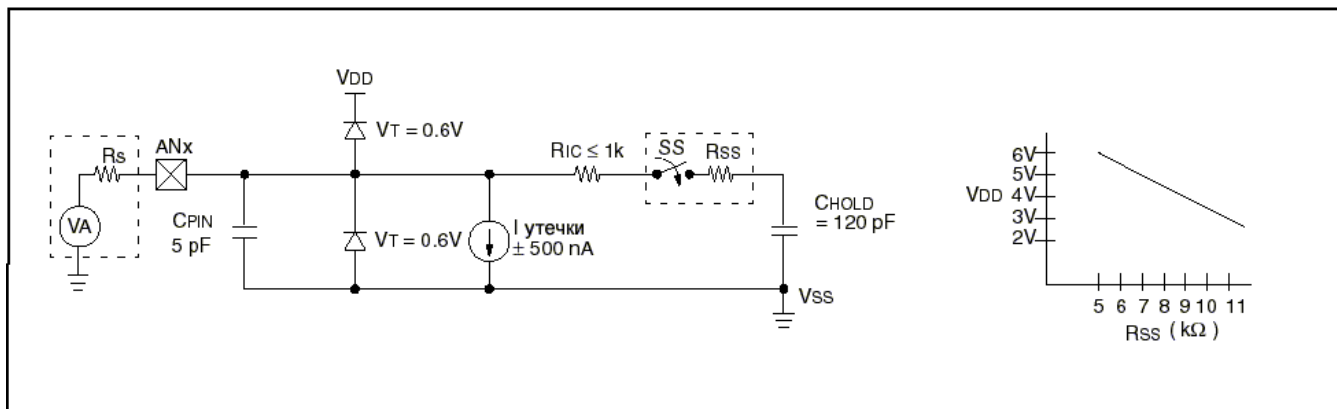 VDD
VT = 0.6V
Rs
ANx
RIC ≤ 1k
SS
RSS
VA
CPIN
5 pF
VT = 0.6V
I утечки
± 500 nA
CHOLD
= 120 pF
VSS
6V
5V
VDD 4V
3V
2V
5 6 7 8 9 10 11
RSS (kΩ)